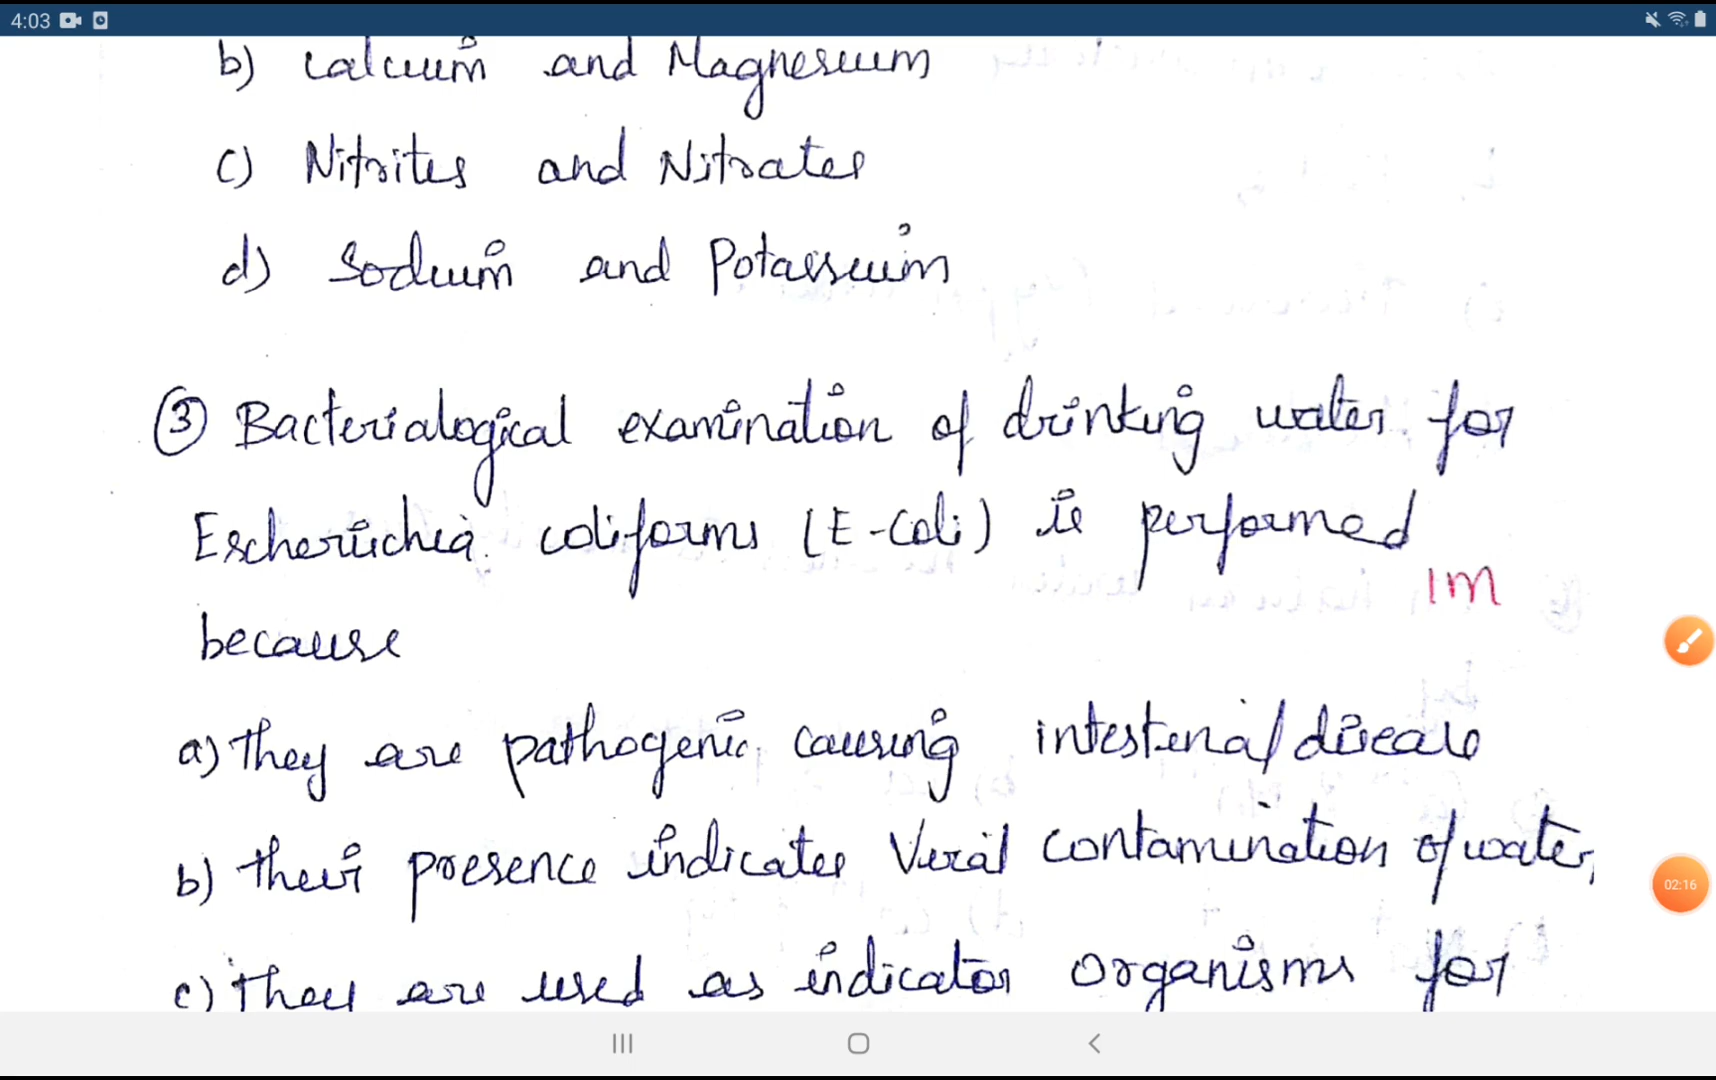 4:03
b) Calcium and Magnesium
c) Nitrites and Nitrates
d) Sodium and Potassium
③ Bacterialogical examination of drinking water for
Escherichia coliforms (E-Coli) is performed
1M
because
a) They are pathogenic causing intestinal disease
b) their presence indicates Viral contamination of water,
c) They are used as indicator organisms for
02:16